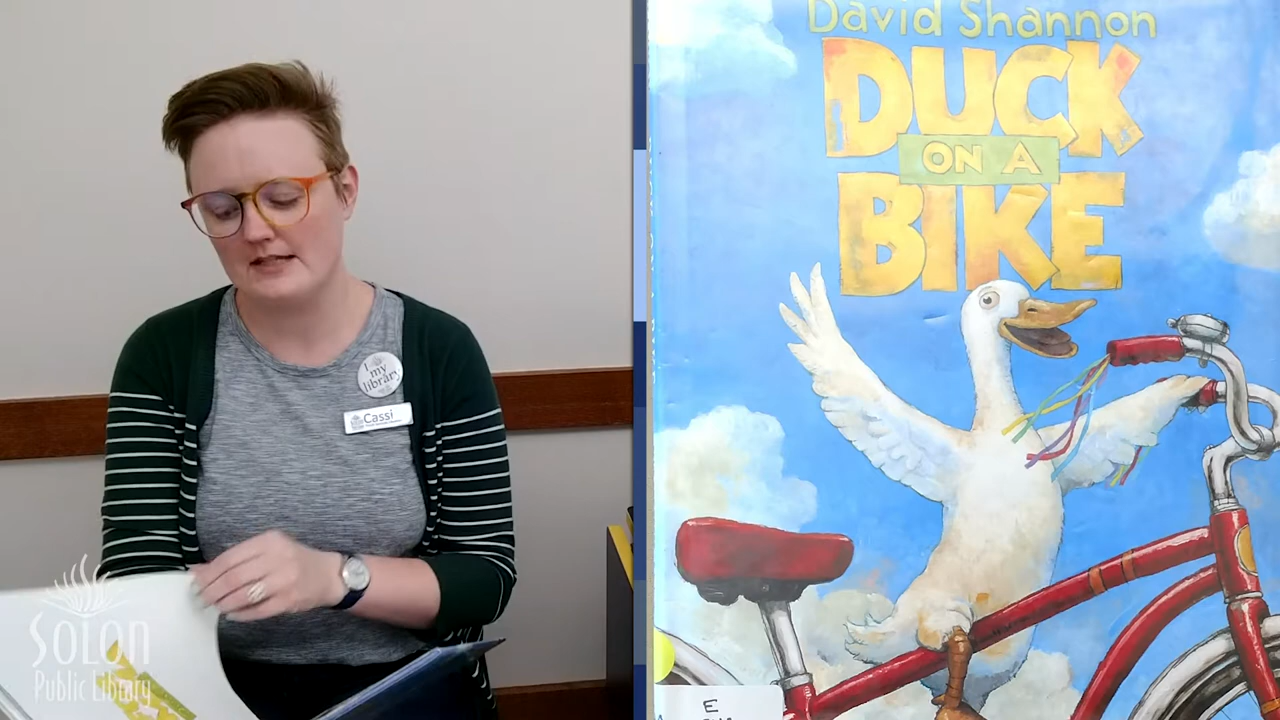 I
my
library
Cassi
SOLON
Public Library
David Shannon
DUCK
ON A
BIKE
E